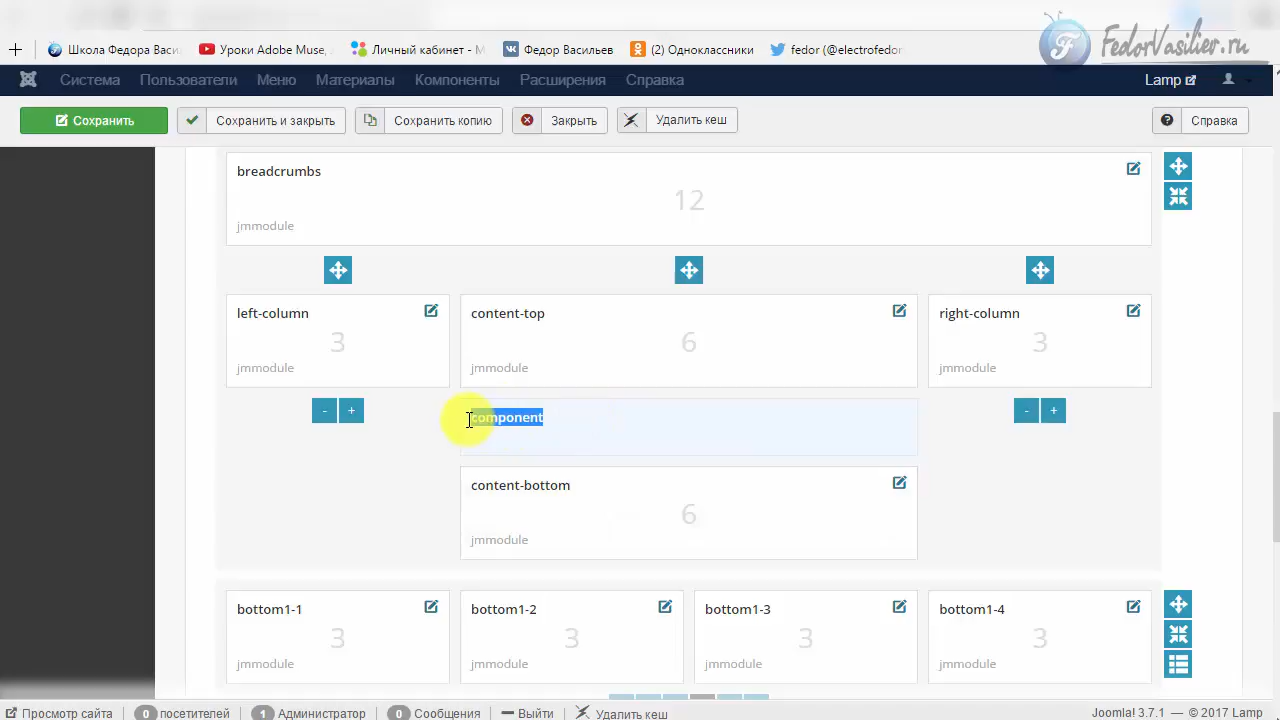 FedorVasilier.ru
Школа Федора Васи
Уроки Adobe Muse,
Личный кабинет - М
Федор Васильев
(2) Одноклассники
fedor (@electrofedor
Система Пользователи Меню Материалы Компоненты Расширения Справка Lamp
Сохранить Сохранить и закрыть Сохранить копию Закрыть Удалить кеш Справка
breadcrumbs
12
jmmodule
left-column
3
jmmodule
- +
content-top
6
jmmodule
component
content-bottom
6
jmmodule
right-column
3
jmmodule
- +
bottom1-1
3
jmmodule
bottom1-2
3
jmmodule
bottom1-3
3
jmmodule
bottom1-4
3
jmmodule
Просмотр сайта 0 посетителей 1 Администратор 0 Сообщения Выйти Удалить кеш Joomla! 3.7.1 — © 2017 Lamp